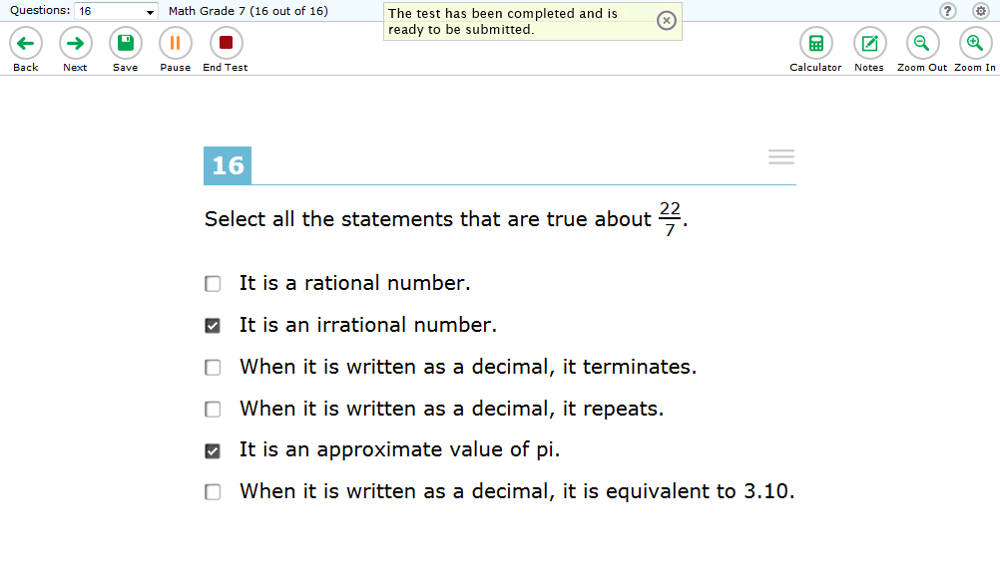 Questions: 16 Math Grade 7 (16 out of 16)
The test has been completed and is
ready to be submitted.
?
Back Next Save Pause End Test Calculator Notes Zoom Out Zoom In
16
Select all the statements that are true about 22/7.
It is a rational number.
It is an irrational number.
When it is written as a decimal, it terminates.
When it is written as a decimal, it repeats.
It is an approximate value of pi.
When it is written as a decimal, it is equivalent to 3.10.